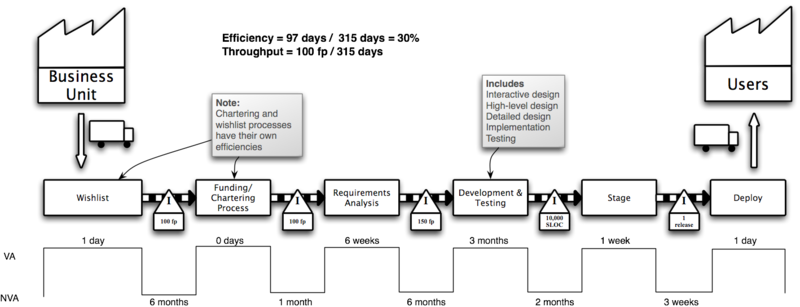 Efficiency = 97 days / 315 days = 30%
Throughput = 100 fp / 315 days
Business
Unit
Users
Note:
Chartering and
wishlist processes
have their own
efficiencies
Includes
Interactive design
High-level design
Detailed design
Implementation
Testing
Wishlist
I
100 fp
Funding/
Chartering
Process
I
100 fp
Requirements
Analysis
I
150 fp
Development &
Testing
I
10,000
SLOC
Stage
I
1
release
Deploy
VA
1 day
0 days
6 weeks
3 months
1 week
1 day
NVA
6 months
1 month
6 months
2 months
3 weeks